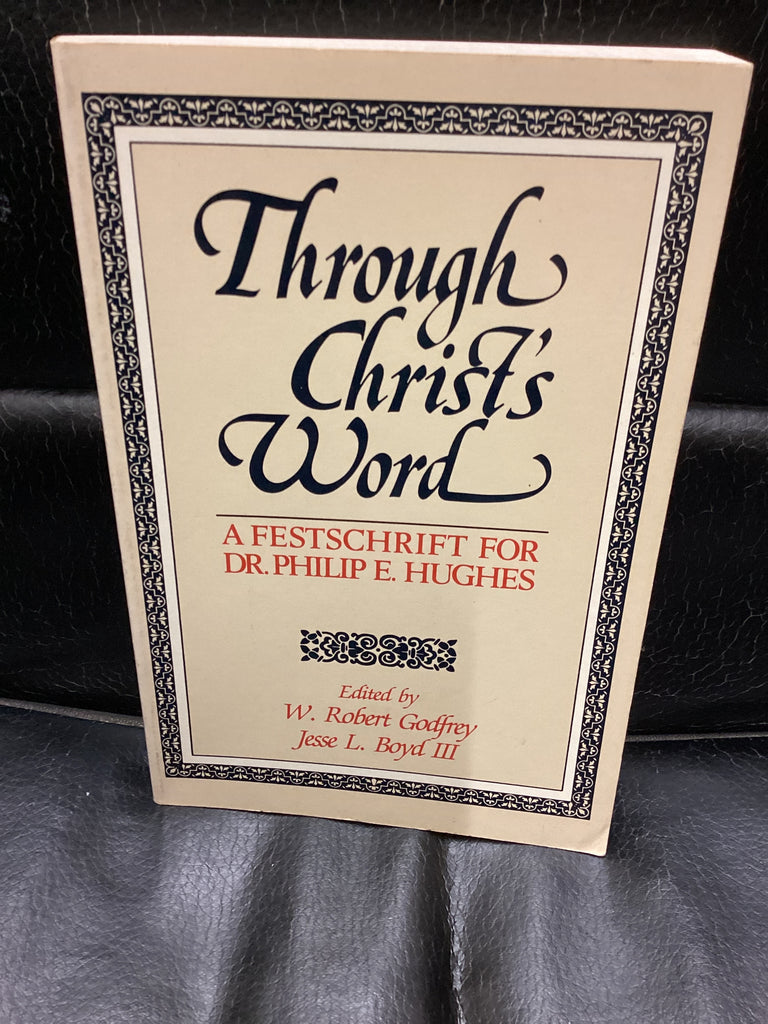 Through
Christ's
Word
A FESTSCHRIFT FOR
DR. PHILIP E. HUGHES
Edited by
W. Robert Godfrey
Jesse L. Boyd III